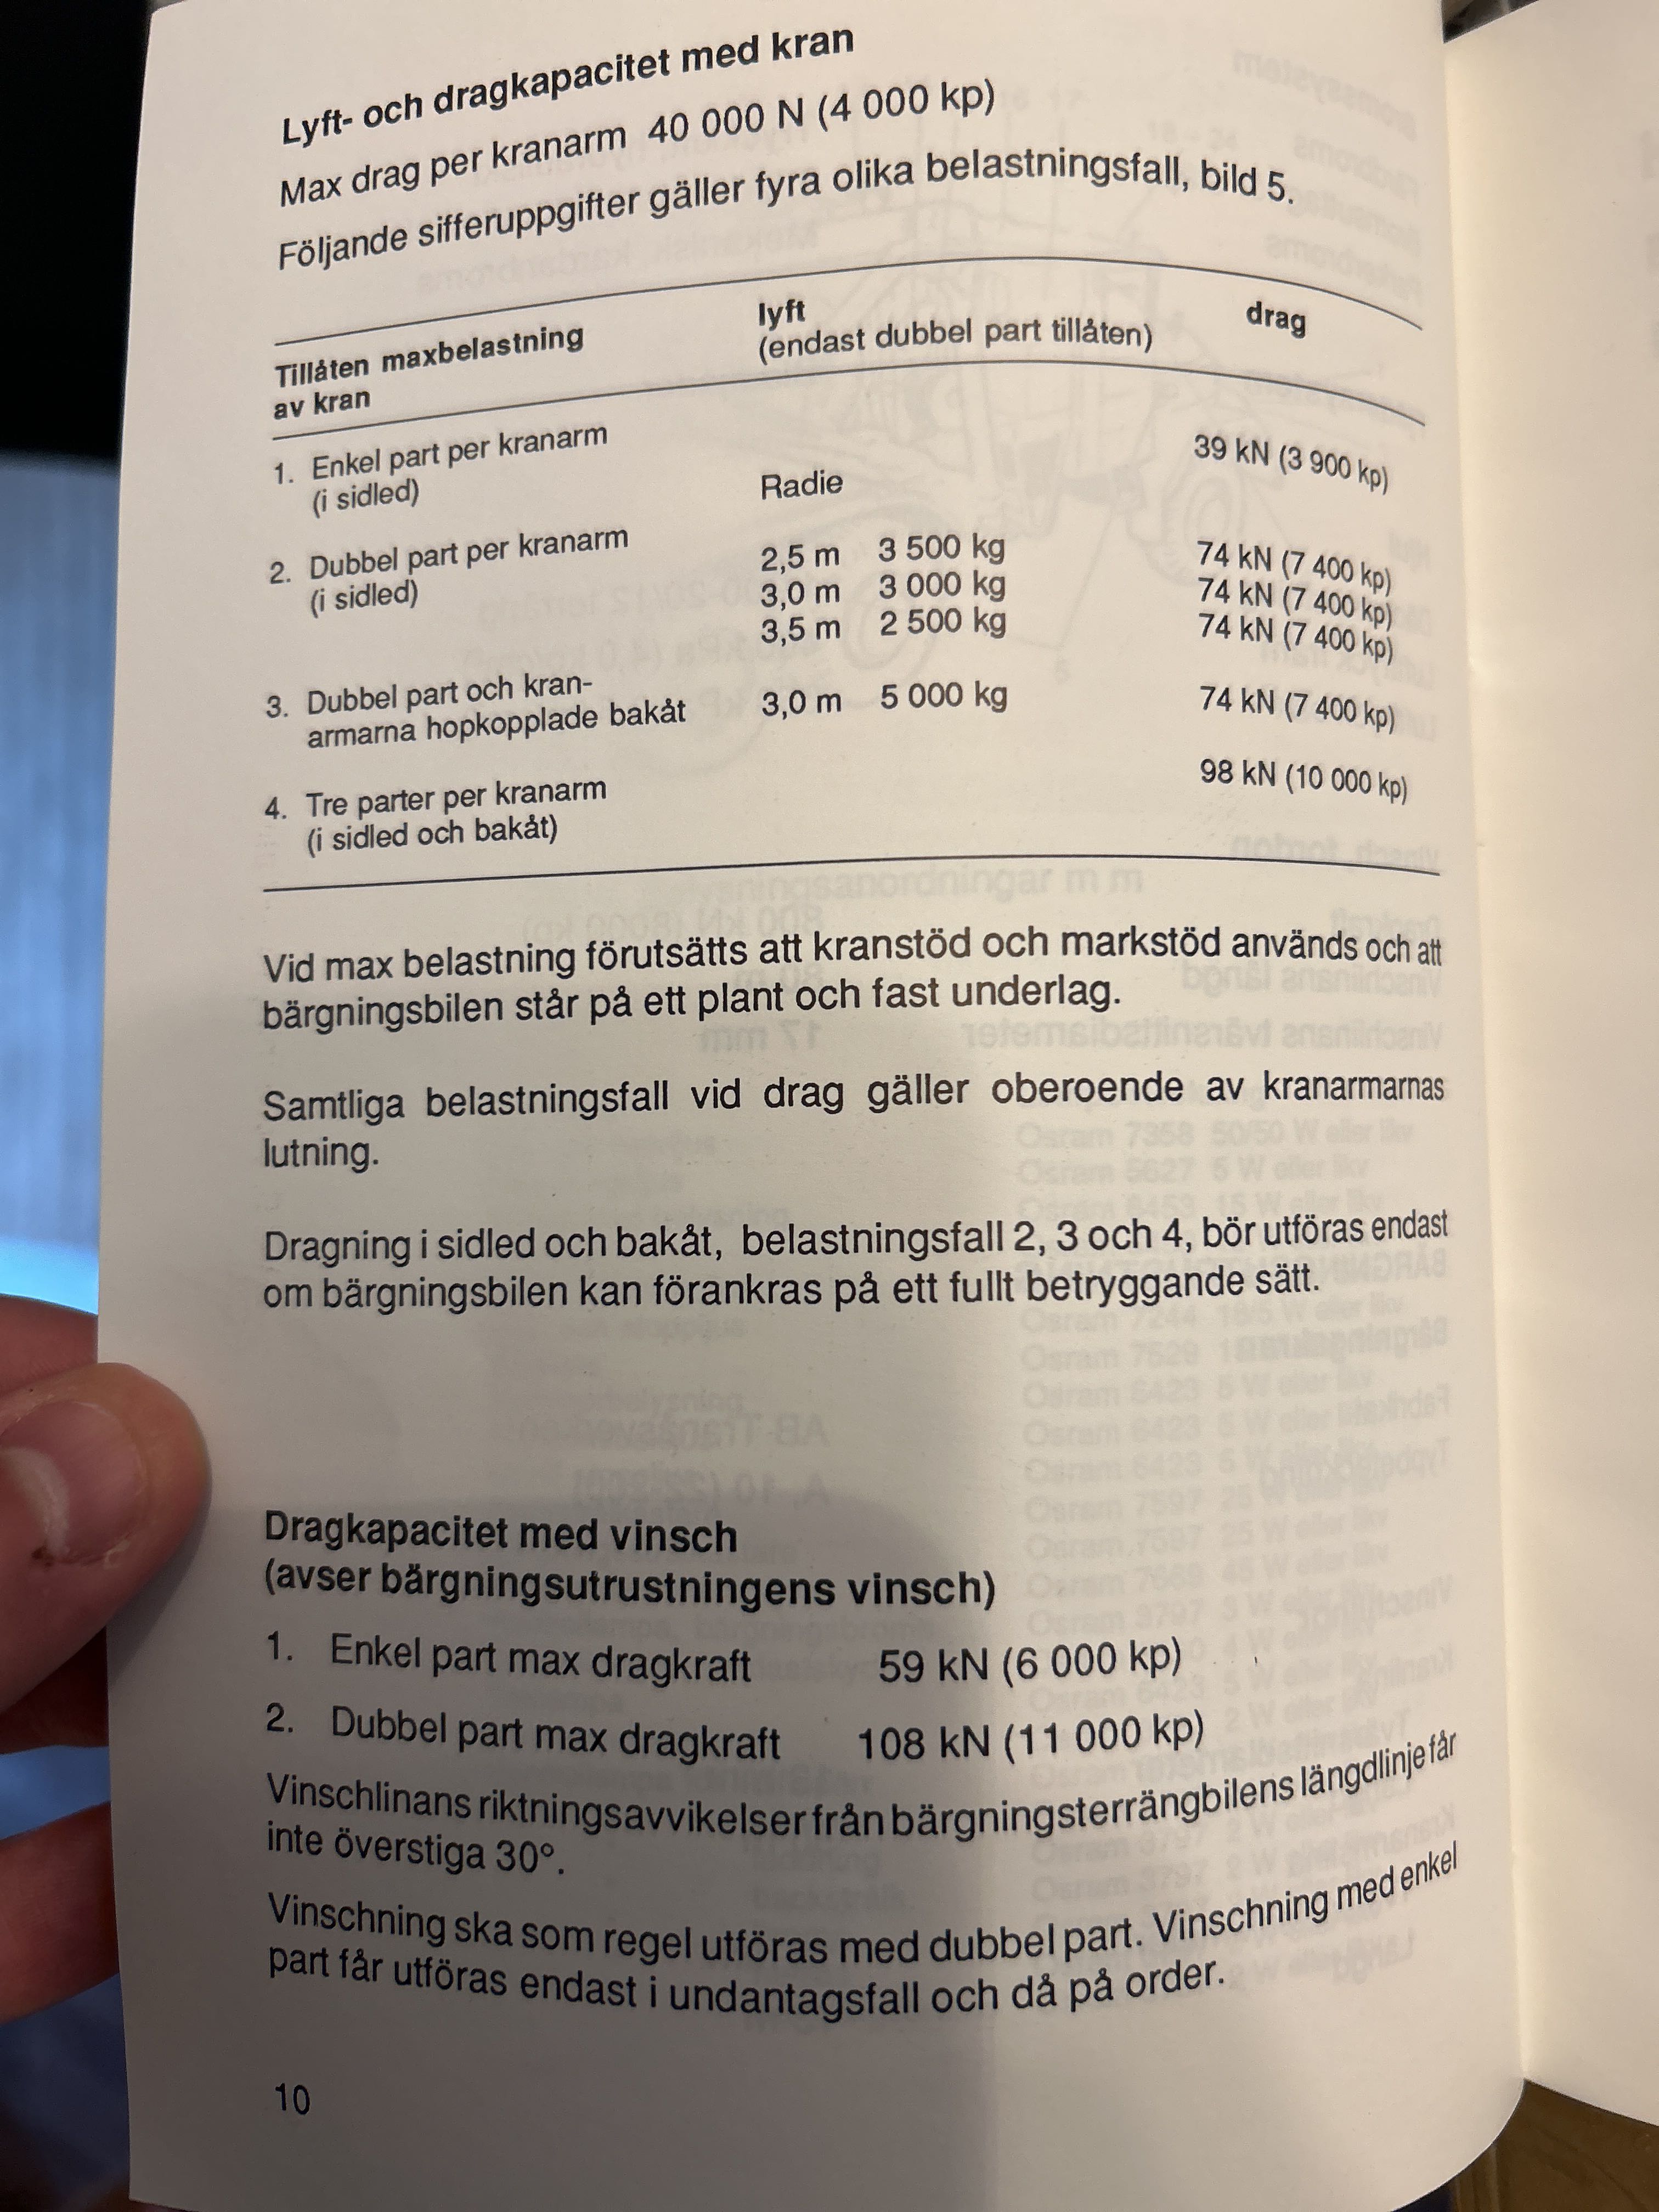 Lyft- och dragkapacitet med kran
Max drag per kranarm 40 000 N (4 000 kp)
Följande sifferuppgifter gäller fyra olika belastningsfall, bild 5.
Tillåten maxbelastning
av kran
lyft
(endast dubbel part tillåten)
drag
1. Enkel part per kranarm
(i sidled)
39 kN (3 900 kp)
Radie
2. Dubbel part per kranarm
(i sidled)
2,5 m 3 500 kg 74 kN (7 400 kp)
3,0 m 3 000 kg 74 kN (7 400 kp)
3,5 m 2 500 kg 74 kN (7 400 kp)
3. Dubbel part och kran-
armarna hopkopplade bakåt
3,0 m 5 000 kg 74 kN (7 400 kp)
4. Tre parter per kranarm
(i sidled och bakåt)
98 kN (10 000 kp)
Vid max belastning förutsätts att kranstöd och markstöd används och att
bärgningsbilen står på ett plant och fast underlag.
Samtliga belastningsfall vid drag gäller oberoende av kranarmarnas
lutning.
Dragning i sidled och bakåt, belastningsfall 2, 3 och 4, bör utföras endast
om bärgningsbilen kan förankras på ett fullt betryggande sätt.
Dragkapacitet med vinsch
(avser bärgningsutrustningens vinsch)
1. Enkel part max dragkraft 59 kN (6 000 kp)
2. Dubbel part max dragkraft 108 kN (11 000 kp)
Vinschlinans riktningsavvikelser från bärgningsterrängbilens längdlinje får
inte överstiga 30°.
Vinschning ska som regel utföras med dubbel part. Vinschning med enkel
part får utföras endast i undantagsfall och då på order.
10